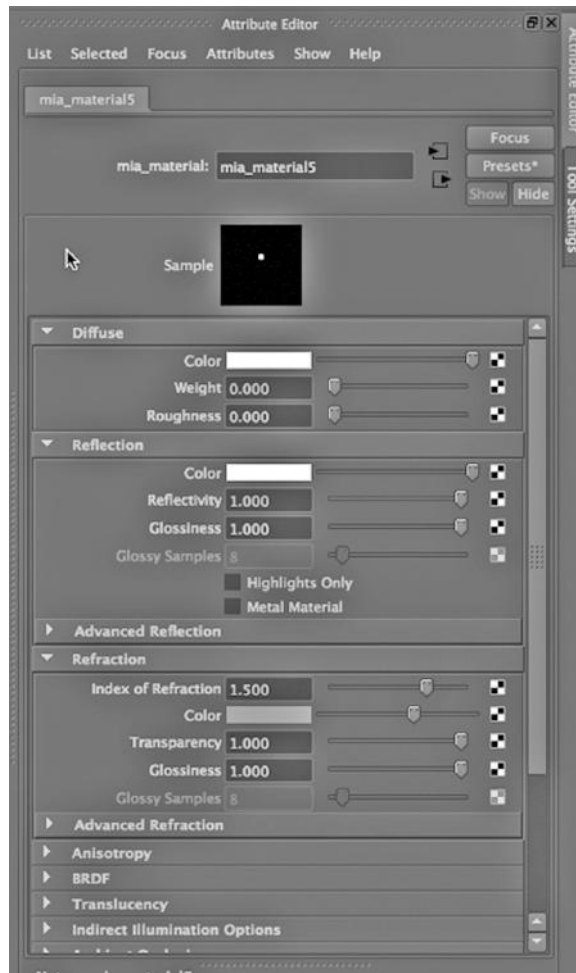 Attribute Editor
List Selected Focus Attributes Show Help
mia_material5
Focus
mia_material: mia_material5
Presets*
Show Hide
Sample
Diffuse
Color
Weight 0.000
Roughness 0.000
Reflection
Color
Reflectivity 1.000
Glossiness 1.000
Glossy Samples 8
Highlights Only
Metal Material
Advanced Reflection
Refraction
Index of Refraction 1.500
Color
Transparency 1.000
Glossiness 1.000
Glossy Samples 8
Advanced Refraction
Anisotropy
BRDF
Translucency
Indirect Illumination Options
Attribute Editor
Tool Settings